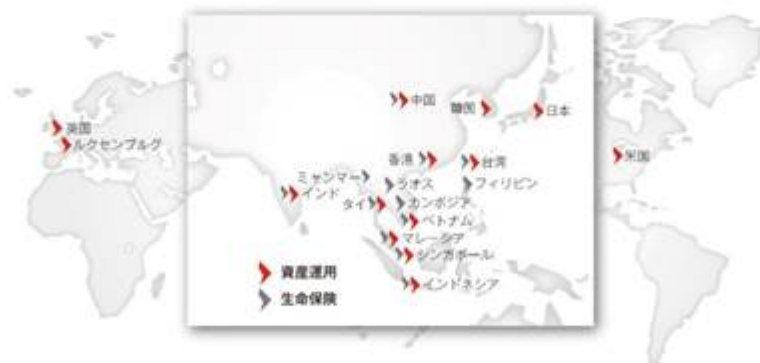 中国
韓国
日本
英国
ルクセンブルグ
香港
台湾
米国
ミャンマー
ラオス
フィリピン
インド
タイ
カンボジア
ベトナム
マレーシア
シンガポール
資産運用
インドネシア
生命保険